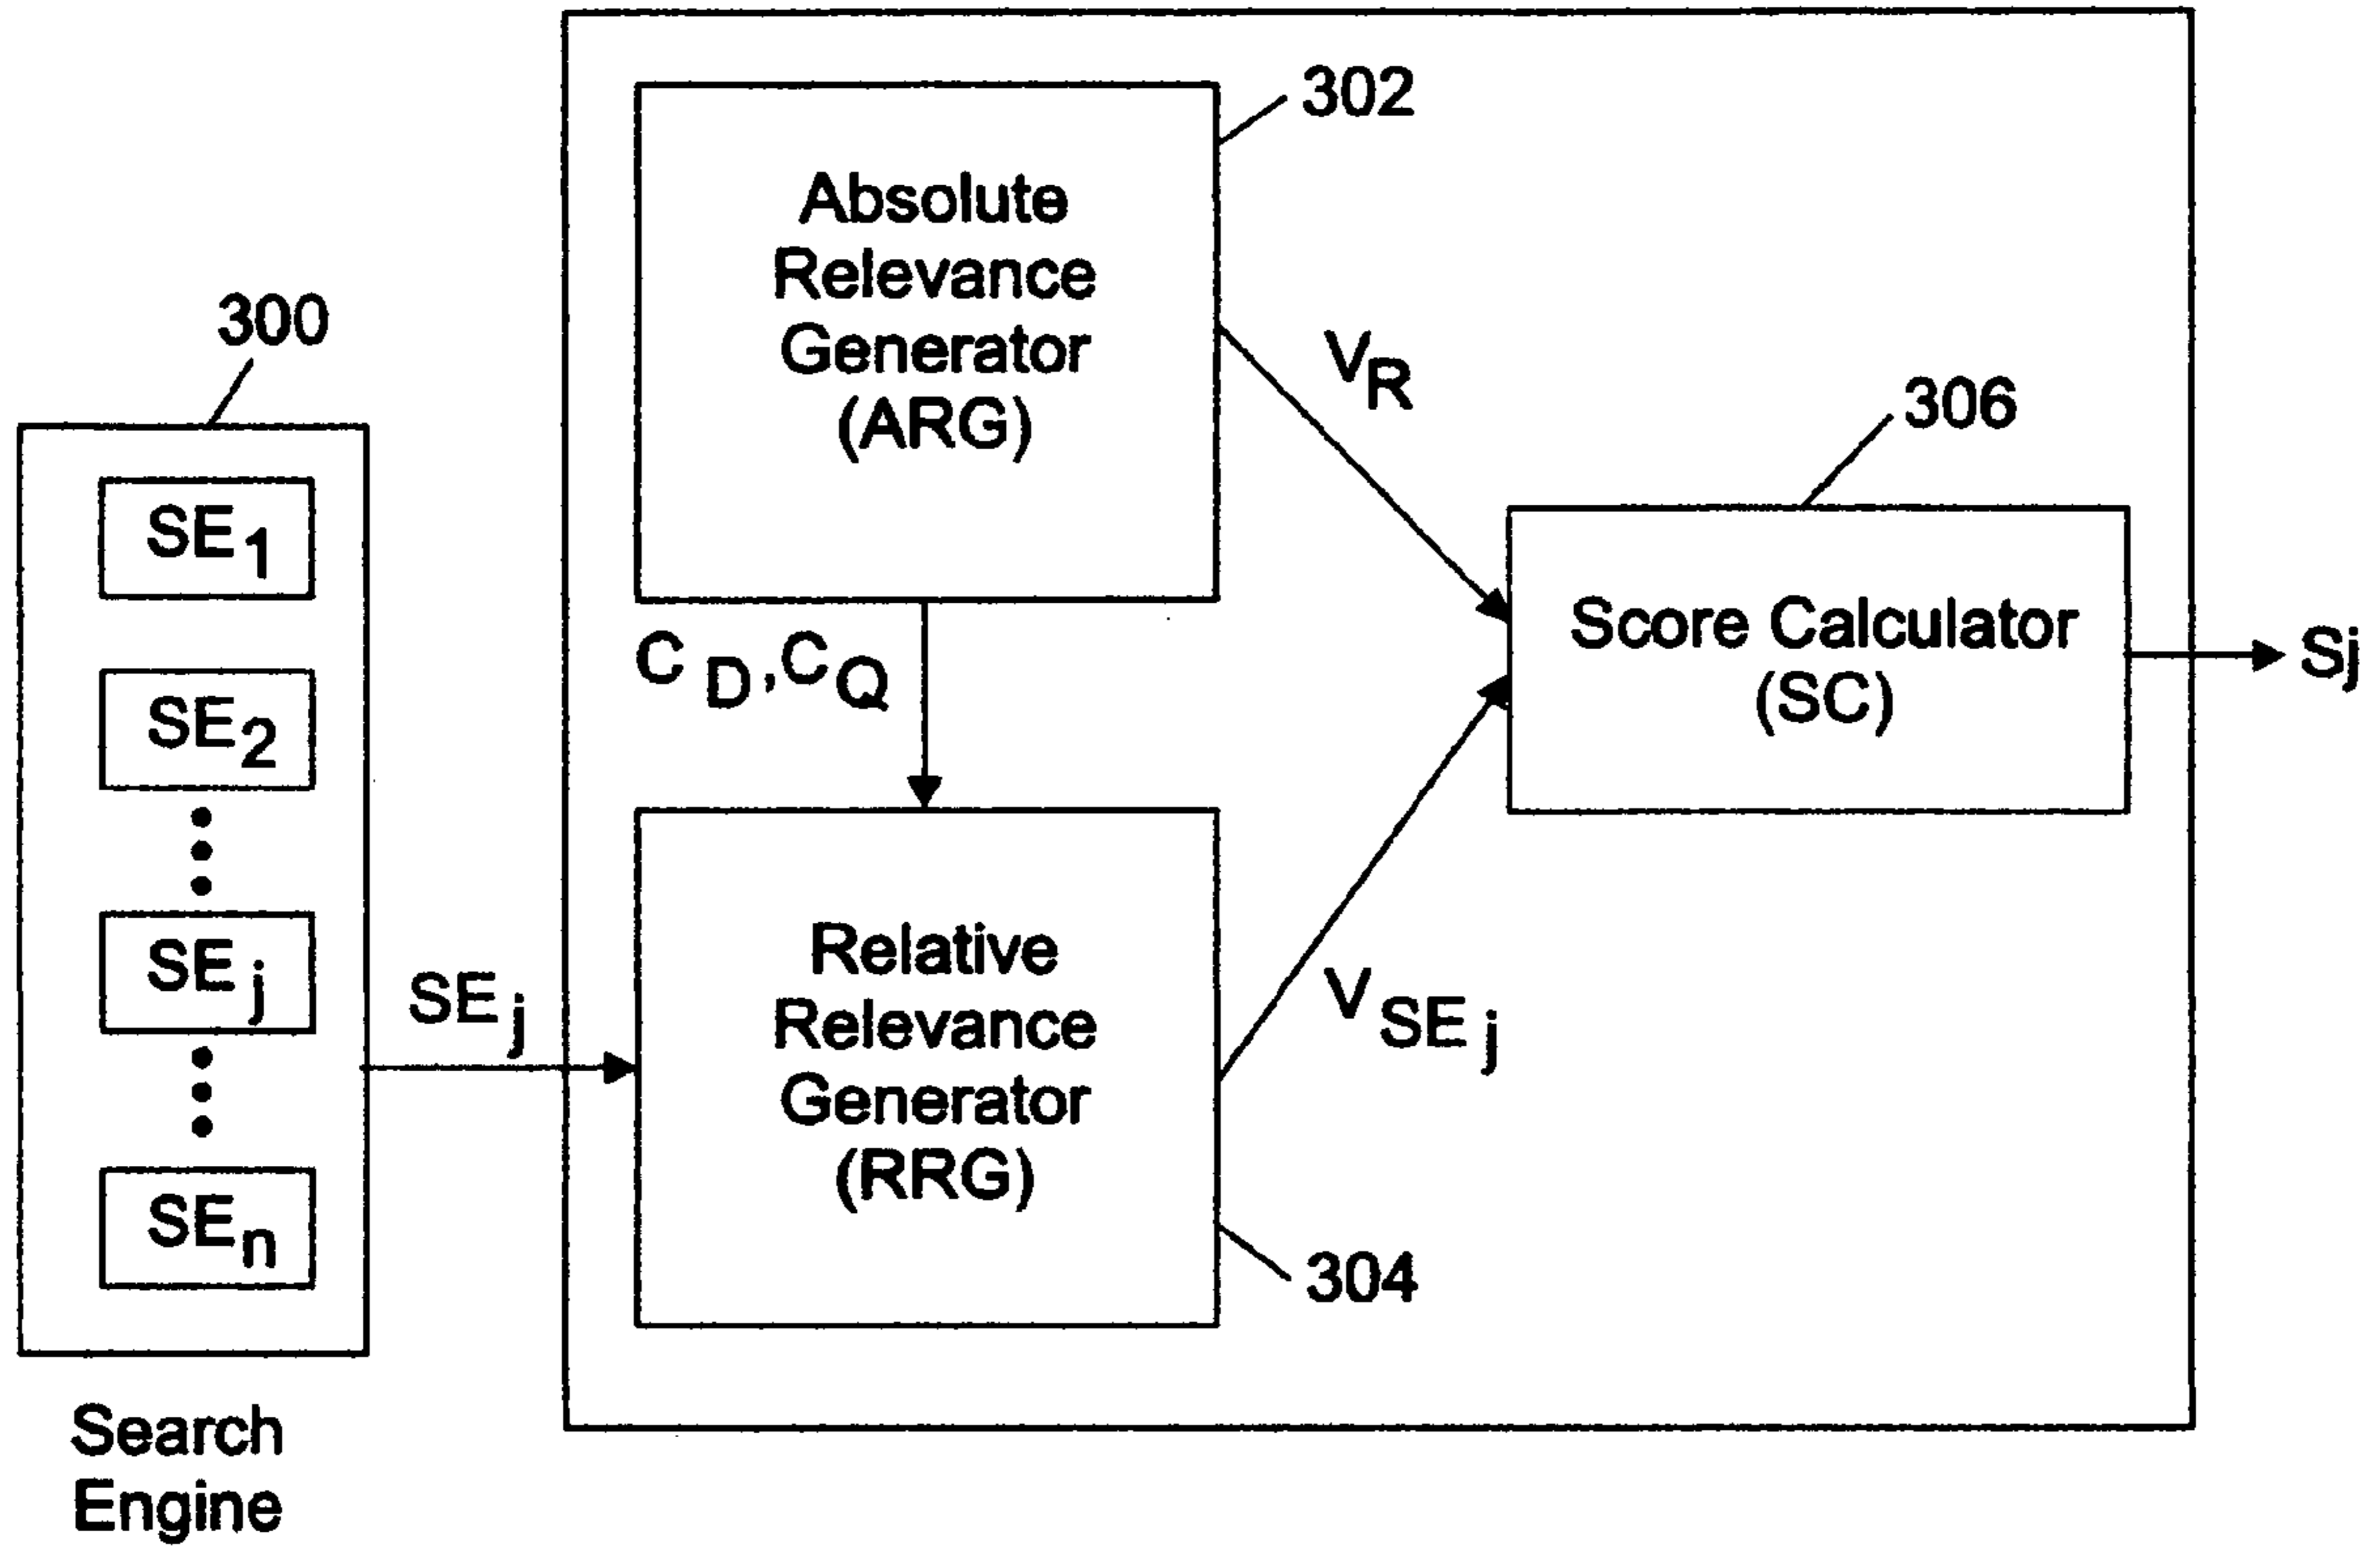 300
SE1
SE2
SEj
SEn
Search
Engine
SEj
302
Absolute
Relevance
Generator
(ARG)
CD,CQ
Relative
Relevance
Generator
(RRG)
304
VR
VSEj
306
Score Calculator
(SC)
Sj